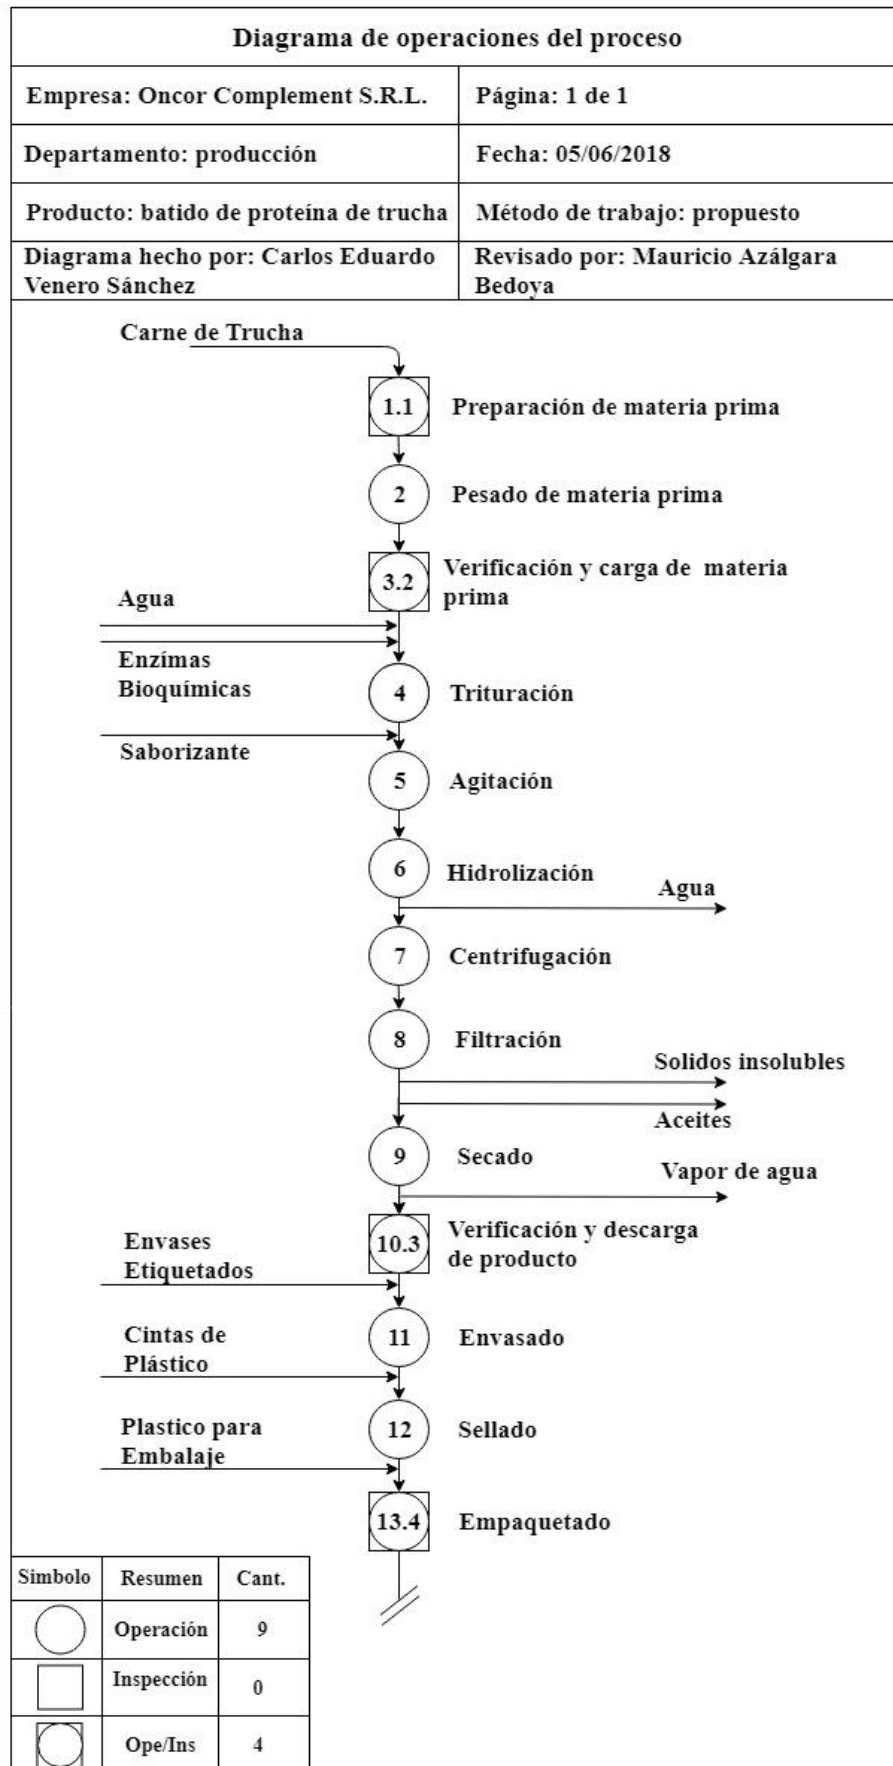 Diagrama de operaciones del proceso
Empresa: Oncor Complement S.R.L.
Página: 1 de 1
Departamento: producción
Fecha: 05/06/2018
Producto: batido de proteína de trucha
Método de trabajo: propuesto
Diagrama hecho por: Carlos Eduardo
Venero Sánchez
Revisado por: Mauricio Azálgara
Bedoya
Carne de Trucha
1.1
Preparación de materia prima
2
Pesado de materia prima
3.2
Verificación y carga de materia
prima
Agua
Enzímas
Bioquímicas
4
Trituración
Saborizante
5
Agitación
6
Hidrolización
Agua
7
Centrifugación
8
Filtración
Solidos insolubles
Aceites
9
Secado
Vapor de agua
10.3
Verificación y descarga
de producto
Envases
Etiquetados
11
Envasado
Cintas de
Plástico
12
Sellado
Plastico para
Embalaje
13.4
Empaquetado
Simbolo
Resumen
Cant.
Operación
9
Inspección
0
Ope/Ins
4